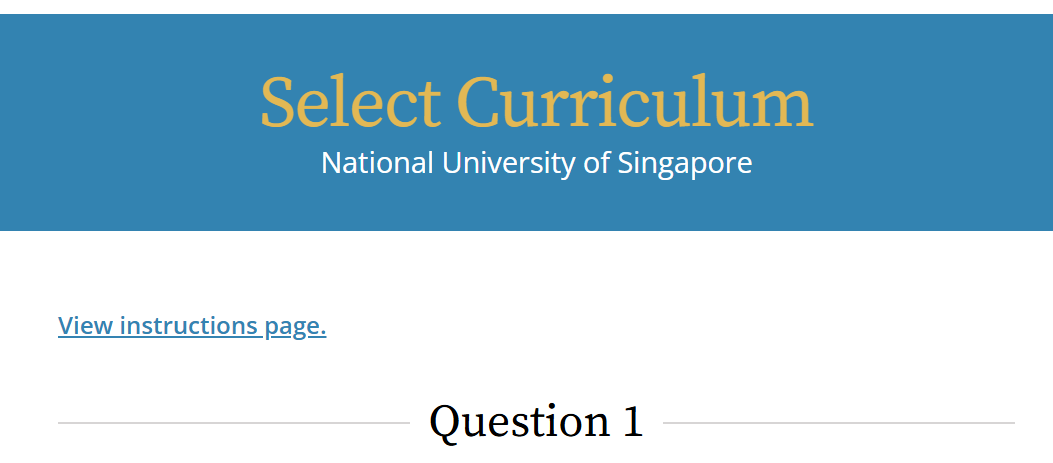 Select Curriculum
National University of Singapore
View instructions page.
Question 1